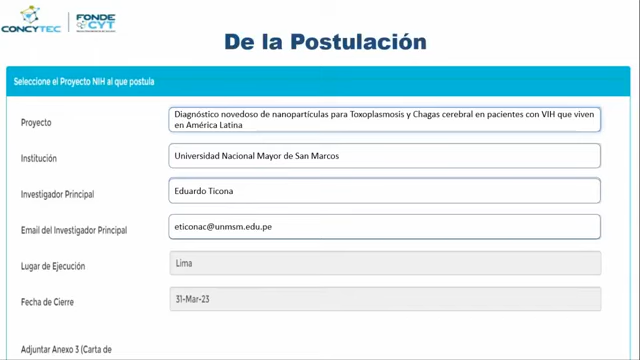 CONCYTEC
FONDE
CYT
De la Postulación
Seleccione el Proyecto NIH al que postula
Proyecto
Diagnóstico novedoso de nanopartículas para Toxoplasmosis y Chagas cerebral en pacientes con VIH que viven
en América Latina
Institución
Universidad Nacional Mayor de San Marcos
Investigador Principal
Eduardo Ticona
Email del Investigador Principal
eticonac@unmsm.edu.pe
Lugar de Ejecución
Lima
Fecha de Cierre
31-Mar-23
Adjuntar Anexo 3 (Carta de